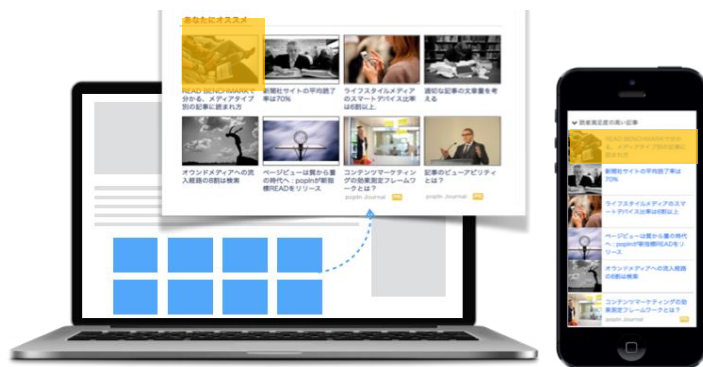 あなたにオススメ
READ BENCHMARKで
分かる、メディアタイプ
別の記事に読まれ方
新聞社サイトの平均読了
率は70%
ライフスタイルメディア
のスマートデバイス比率
は6割以上
適切な記事の文章量を考
える
オウンドメディアへの流
入経路の8割は検索
ページビューは質から量
の時代へ:popInが新指
標READをリリース
コンテンツマーケティン
グの効果測定フレームワ
ークとは?
popIn Journal
記事のビューアビリティ
とは?
popIn Journal
読者満足度の高い記事
READ BENCHMARKで分か
る、メディアタイプ別の記事に
読まれ方
新聞社サイトの平均読了率は
70%
ライフスタイルメディアのスマ
ートデバイス比率は6割以上
ページビューは質から量の時代
へ:popInが新指標READをリ
リース
オウンドメディアへの流入経路
の8割は検索
コンテンツマーケティングの効
果測定フレームワークとは?
popIn Journal